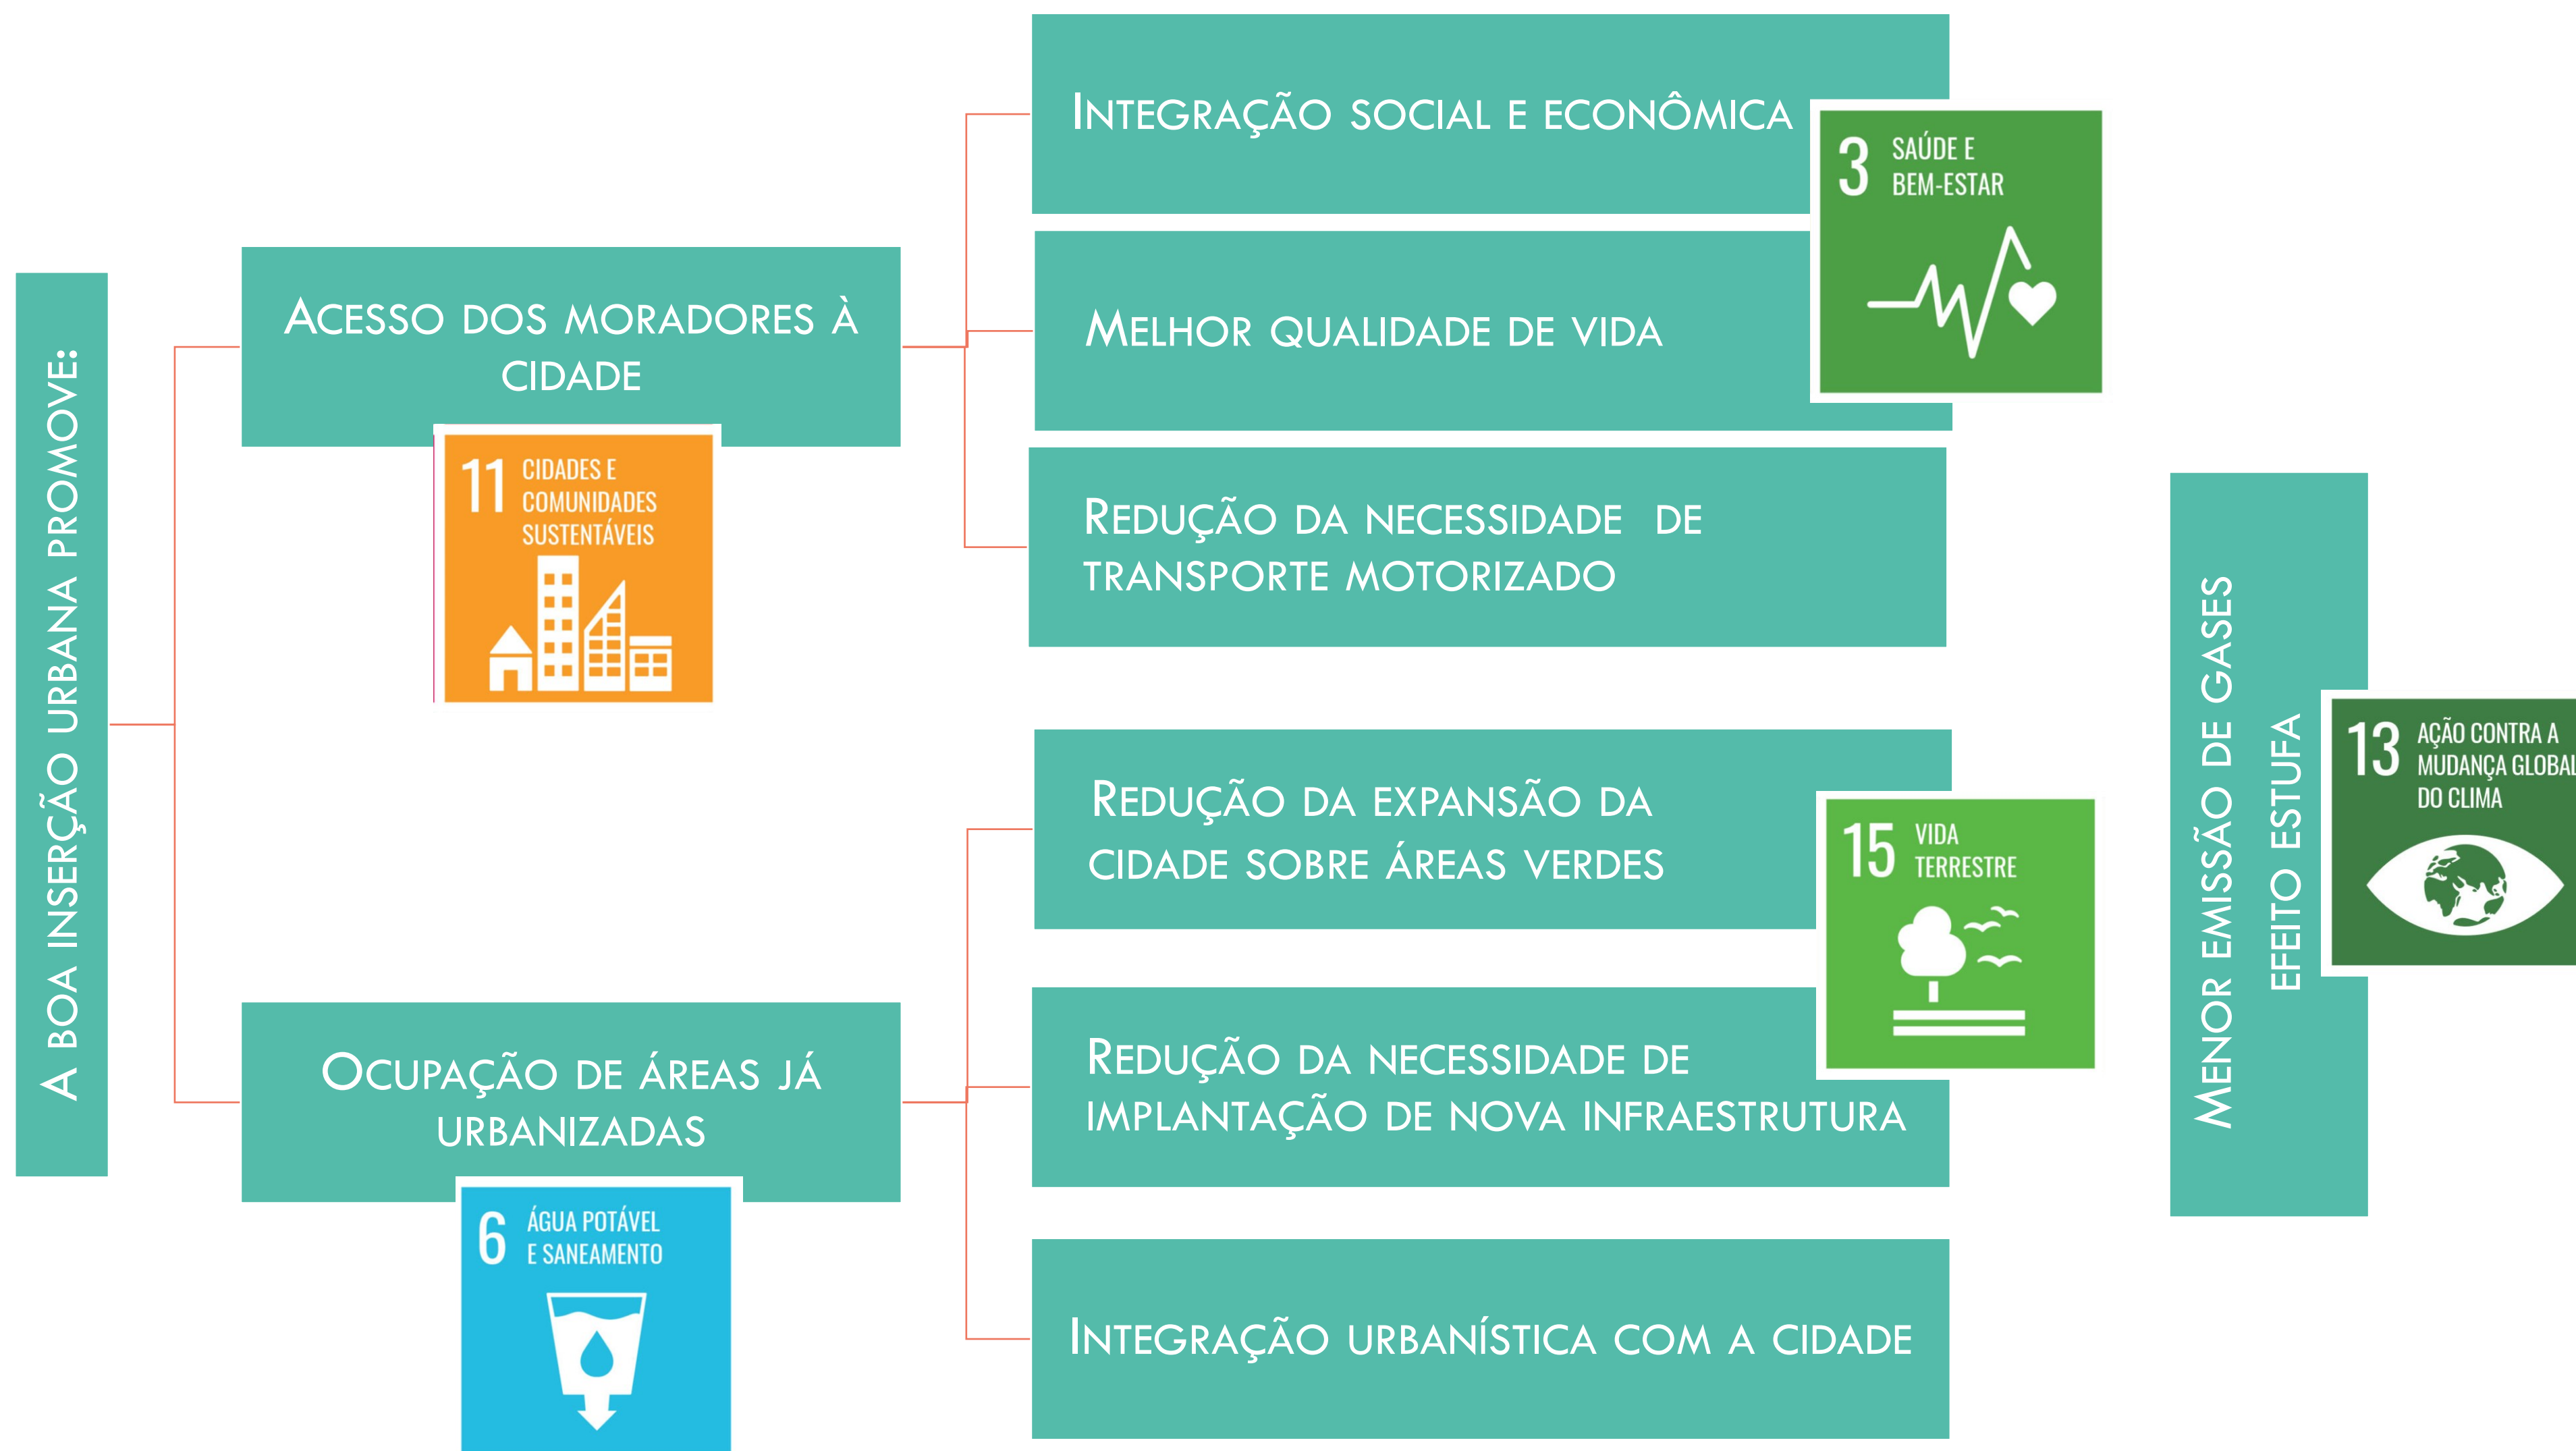 A BOA INSERÇÃO URBANA PROMOVE:
ACESSO DOS MORADORES À
CIDADE
11 CIDADES E
COMUNIDADES
SUSTENTÁVEIS
OCUPAÇÃO DE ÁREAS JÁ
URBANIZADAS
6 ÁGUA POTÁVEL
E SANEAMENTO
INTEGRAÇÃO SOCIAL E ECONÔMICA
3 SAÚDE E
BEM-ESTAR
MELHOR QUALIDADE DE VIDA
REDUÇÃO DA NECESSIDADE DE
TRANSPORTE MOTORIZADO
REDUÇÃO DA EXPANSÃO DA
CIDADE SOBRE ÁREAS VERDES
15 VIDA
TERRESTRE
REDUÇÃO DA NECESSIDADE DE
IMPLANTAÇÃO DE NOVA INFRAESTRUTURA
INTEGRAÇÃO URBANÍSTICA COM A CIDADE
MENOR EMISSÃO DE GASES
EFEITO ESTUFA
13 AÇÃO CONTRA A
MUDANÇA GLOBAL
DO CLIMA